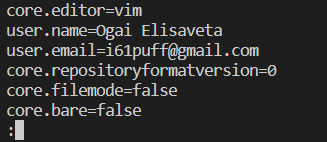 core.editor=vim
user.name=Ogai Elisaveta
user.email=i61puff@gmail.com
core.repositoryformatversion=0
core.filemode=false
core.bare=false
: